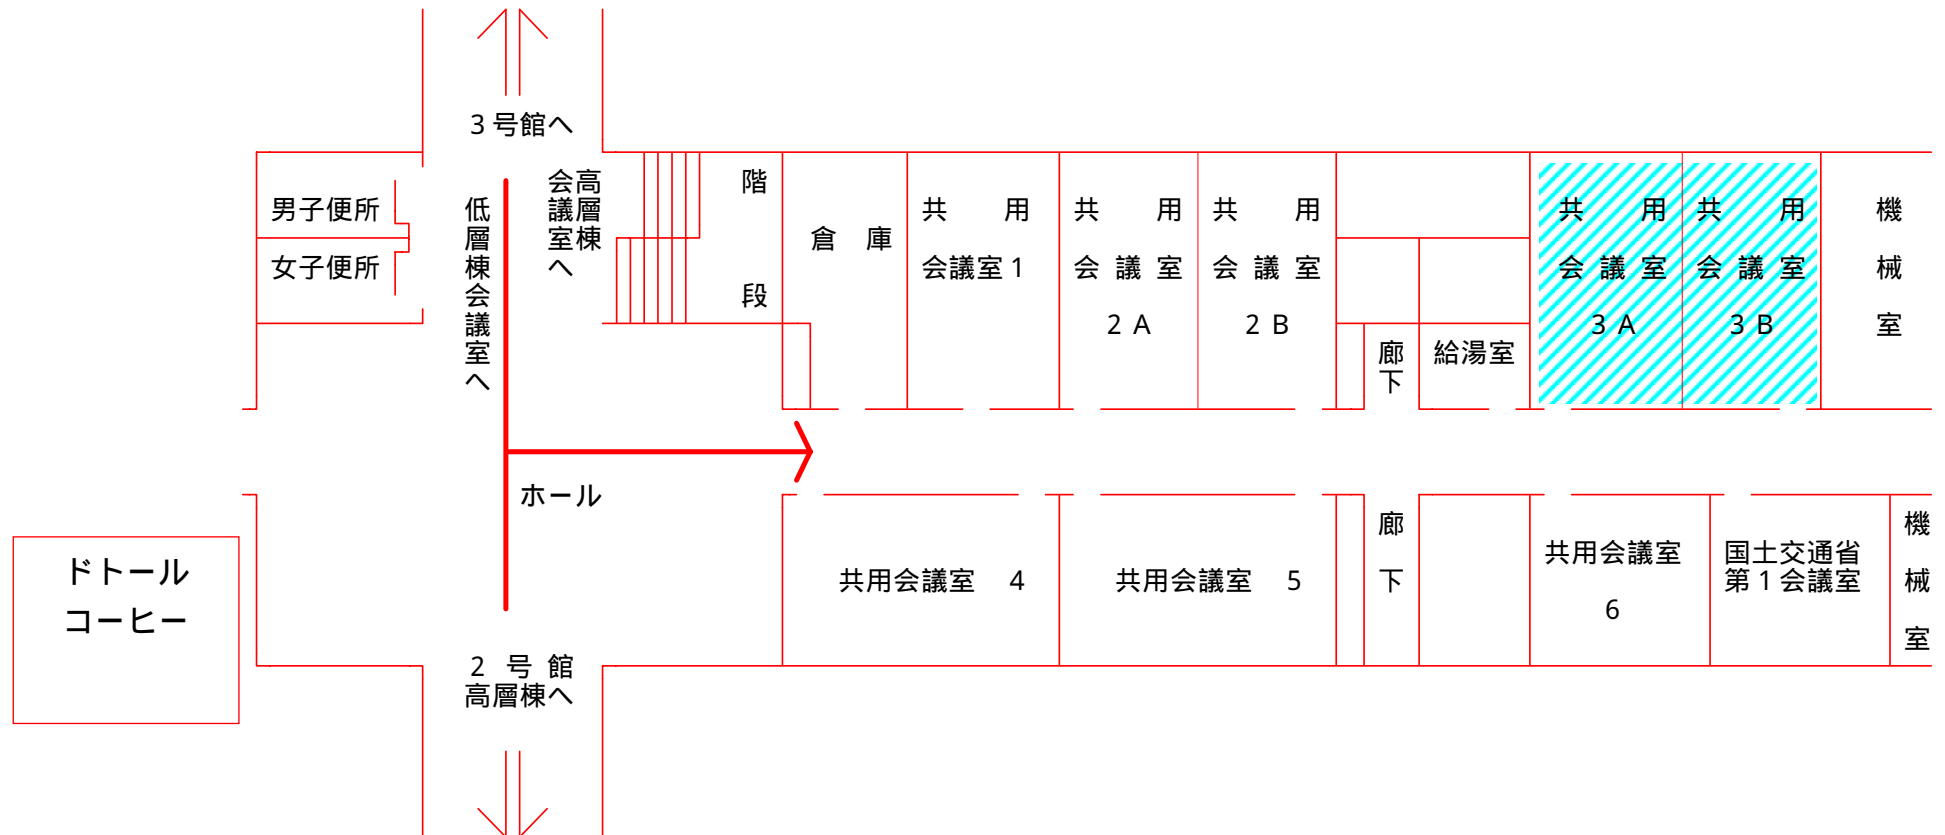 3号館へ
男子便所
女子便所
低層棟会議室へ
高層棟
会議室へ
階段
倉庫
共用
会議室1
共用
会議室
2A
共用
会議室
2B
廊下
給湯室
共用
会議室
3A
共用
会議室
3B
機械室
ホール
ドトール
コーヒー
2号館
高層棟へ
共用会議室 4
共用会議室 5
廊下
共用会議室
6
国土交通省
第1会議室
機械室